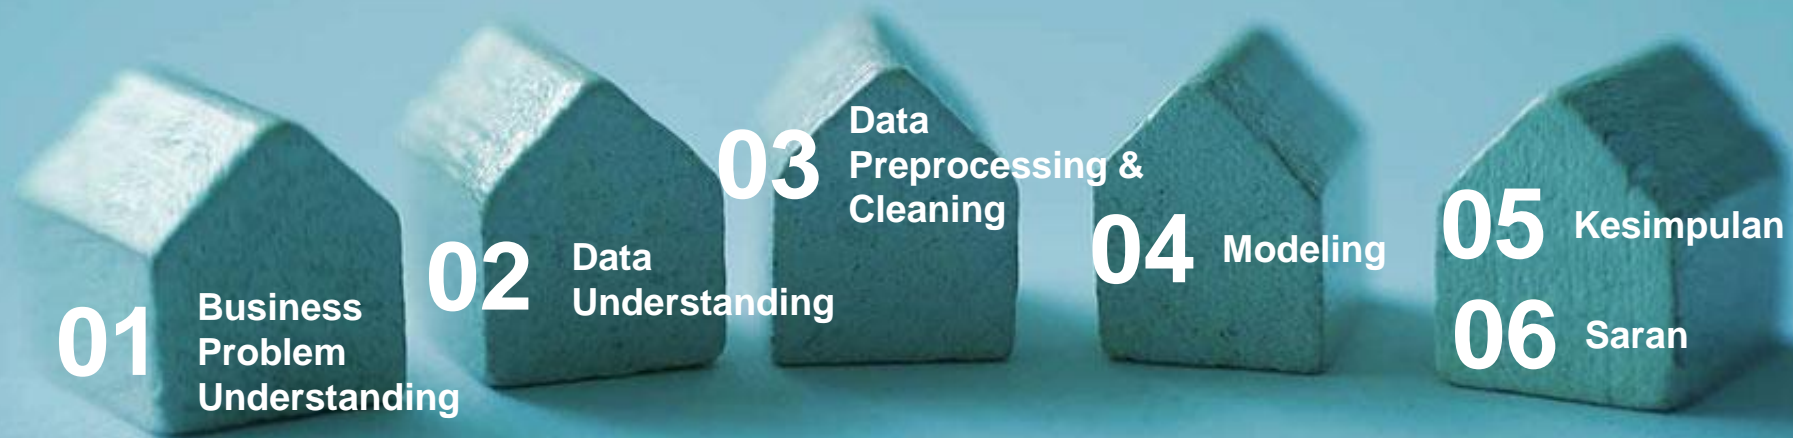 01
Business
Problem
Understanding
02
Data
Understanding
03
Data
Preprocessing &
Cleaning
04
Modeling
05
Kesimpulan
06
Saran